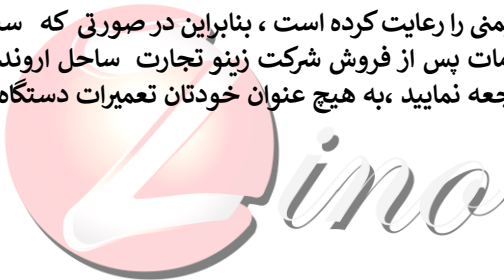 منی را رعایت کرده است ، بنابراین در صورتی که
مات پس از فروش شرکت زینو تجارت ساحل اروند
جعه نمایید ،به هیچ عنوان خودتان تعمیرات دستگاه
Zino